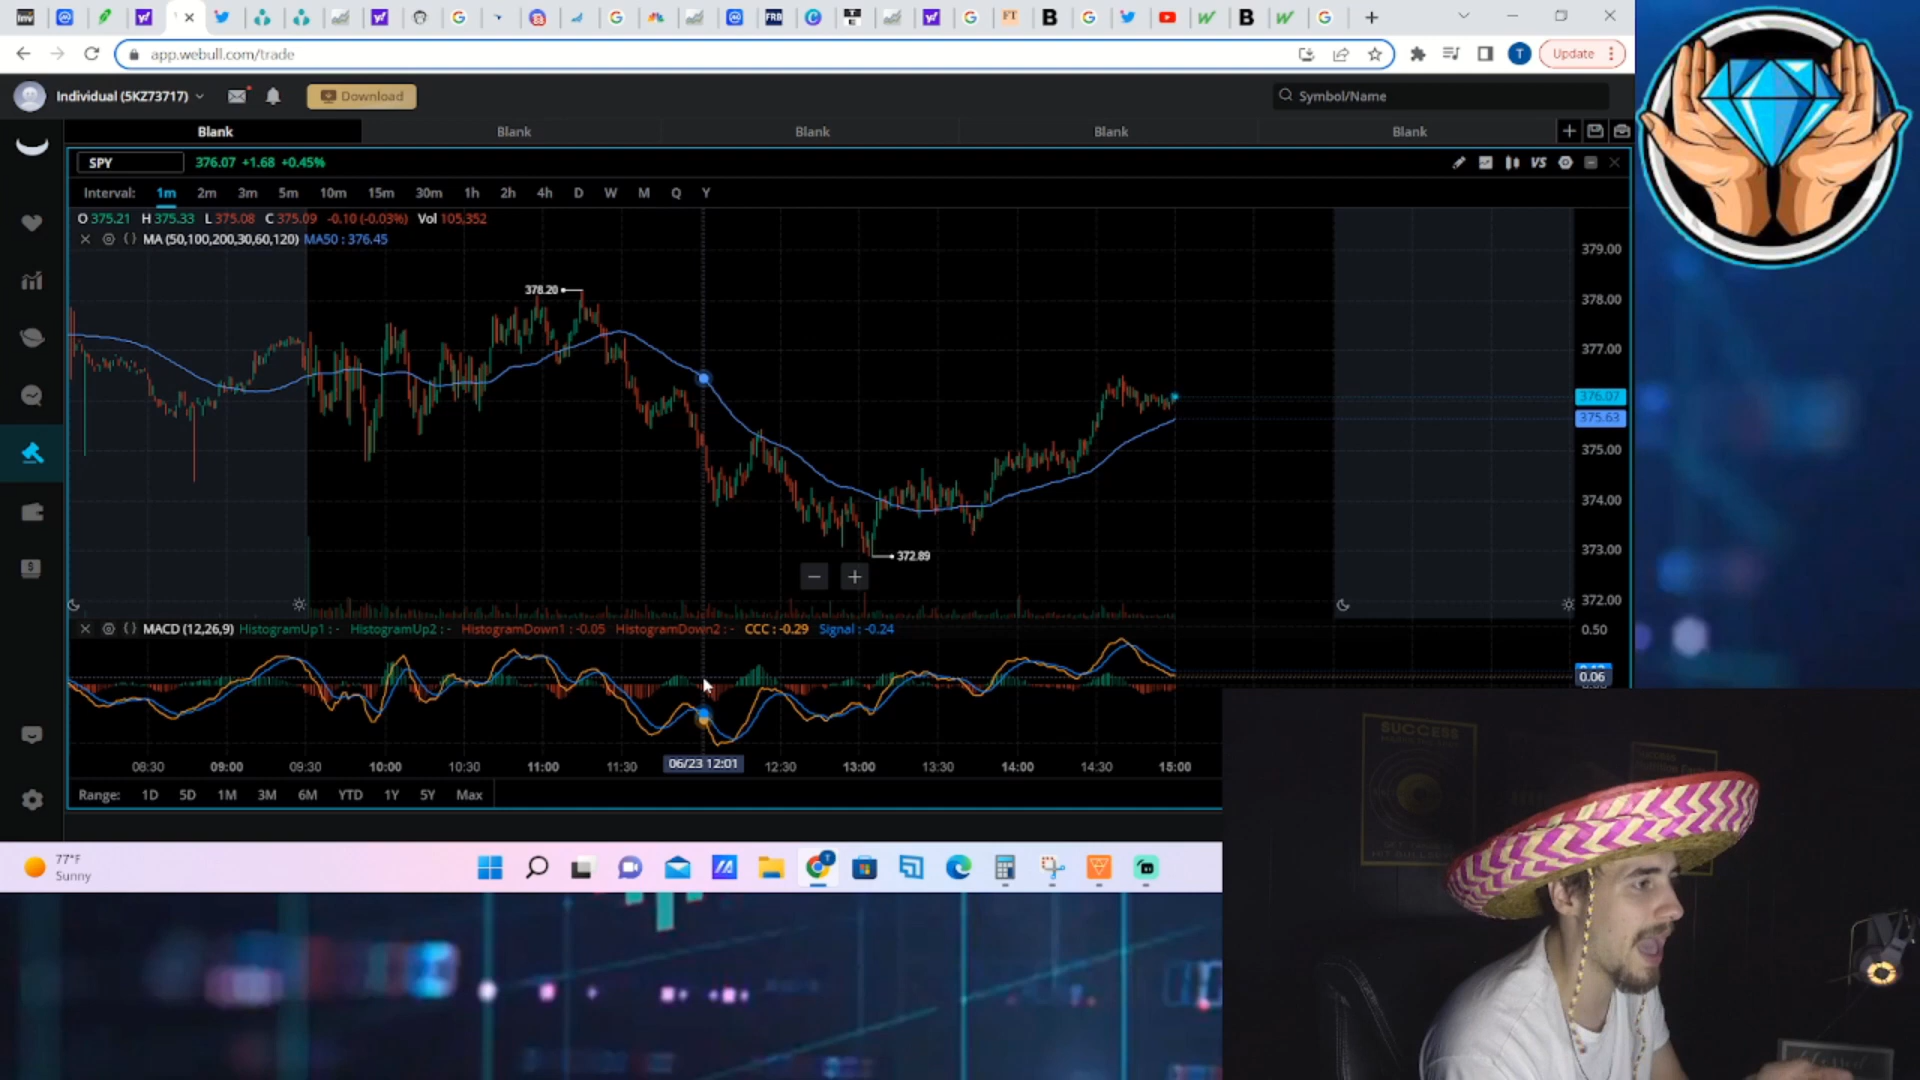 app.webull.com/trade
Update
Individual (5KZ73717)
Download
Symbol/Name
Blank Blank Blank Blank Blank
SPY 376.07 +1.68 +0.45%
VS
Interval: 1m 2m 3m 5m 10m 15m 30m 1h 2h 4h D W M Q Y
O 375.21 H 375.33 L 375.08 C 375.09 -0.10 (-0.03%) Vol 105,352
MA (50,100,200,30,60,120) MA50 : 376.45
379.00
378.20
378.00
377.00
376.07
375.63
375.00
374.00
373.00
372.89
372.00
MACD (12,26,9) HistogramUp1 : - HistogramUp2 : - HistogramDown1 : -0.05 HistogramDown2 : - CCC : -0.29 Signal : -0.24
0.50
0.06
08:30 09:00 09:30 10:00 10:30 11:00 11:30 06/23 12:01 12:30 13:00 13:30 14:00 14:30 15:00
Range: 1D 5D 1M 3M 6M YTD 1Y 5Y Max
77°F
Sunny
SUCCESS